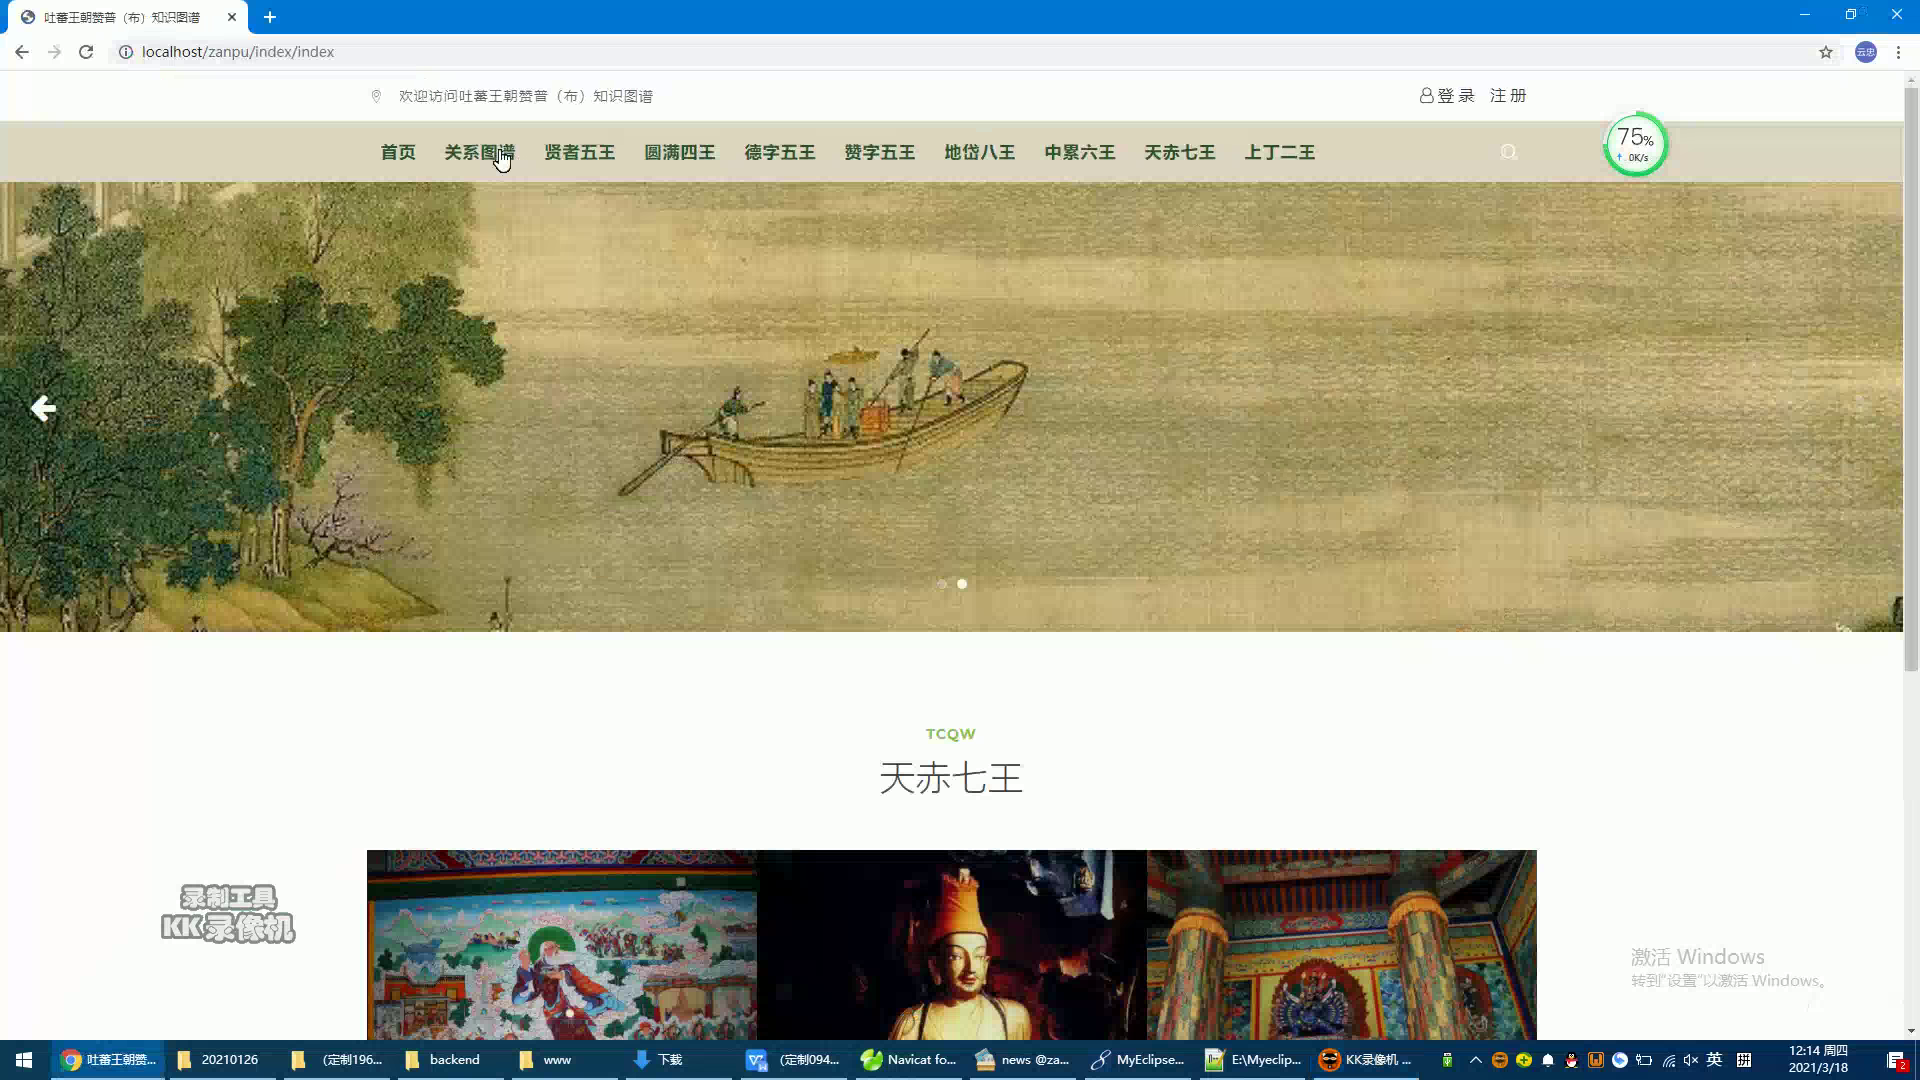 吐蕃王朝赞普（布）知识图谱
localhost/zanpu/index/index
云忠
欢迎访问吐蕃王朝赞普（布）知识图谱
登录 注册
首页 关系图谱 贤者五王 圆满四王 德字五王 赞字五王 地岱八王 中累六王 天赤七王 上丁二王
75%
0K/s
TCQW
天赤七王
录制工具
KK录像机
激活 Windows
转到"设置"以激活 Windows。
吐蕃王朝赞... 20210126 (定制196... backend www 下载 (定制094... Navicat fo... news @za... MyEclipse... E:\Myeclip... KK录像机 ... 英 拼 12:14 周四
2021/3/18
2